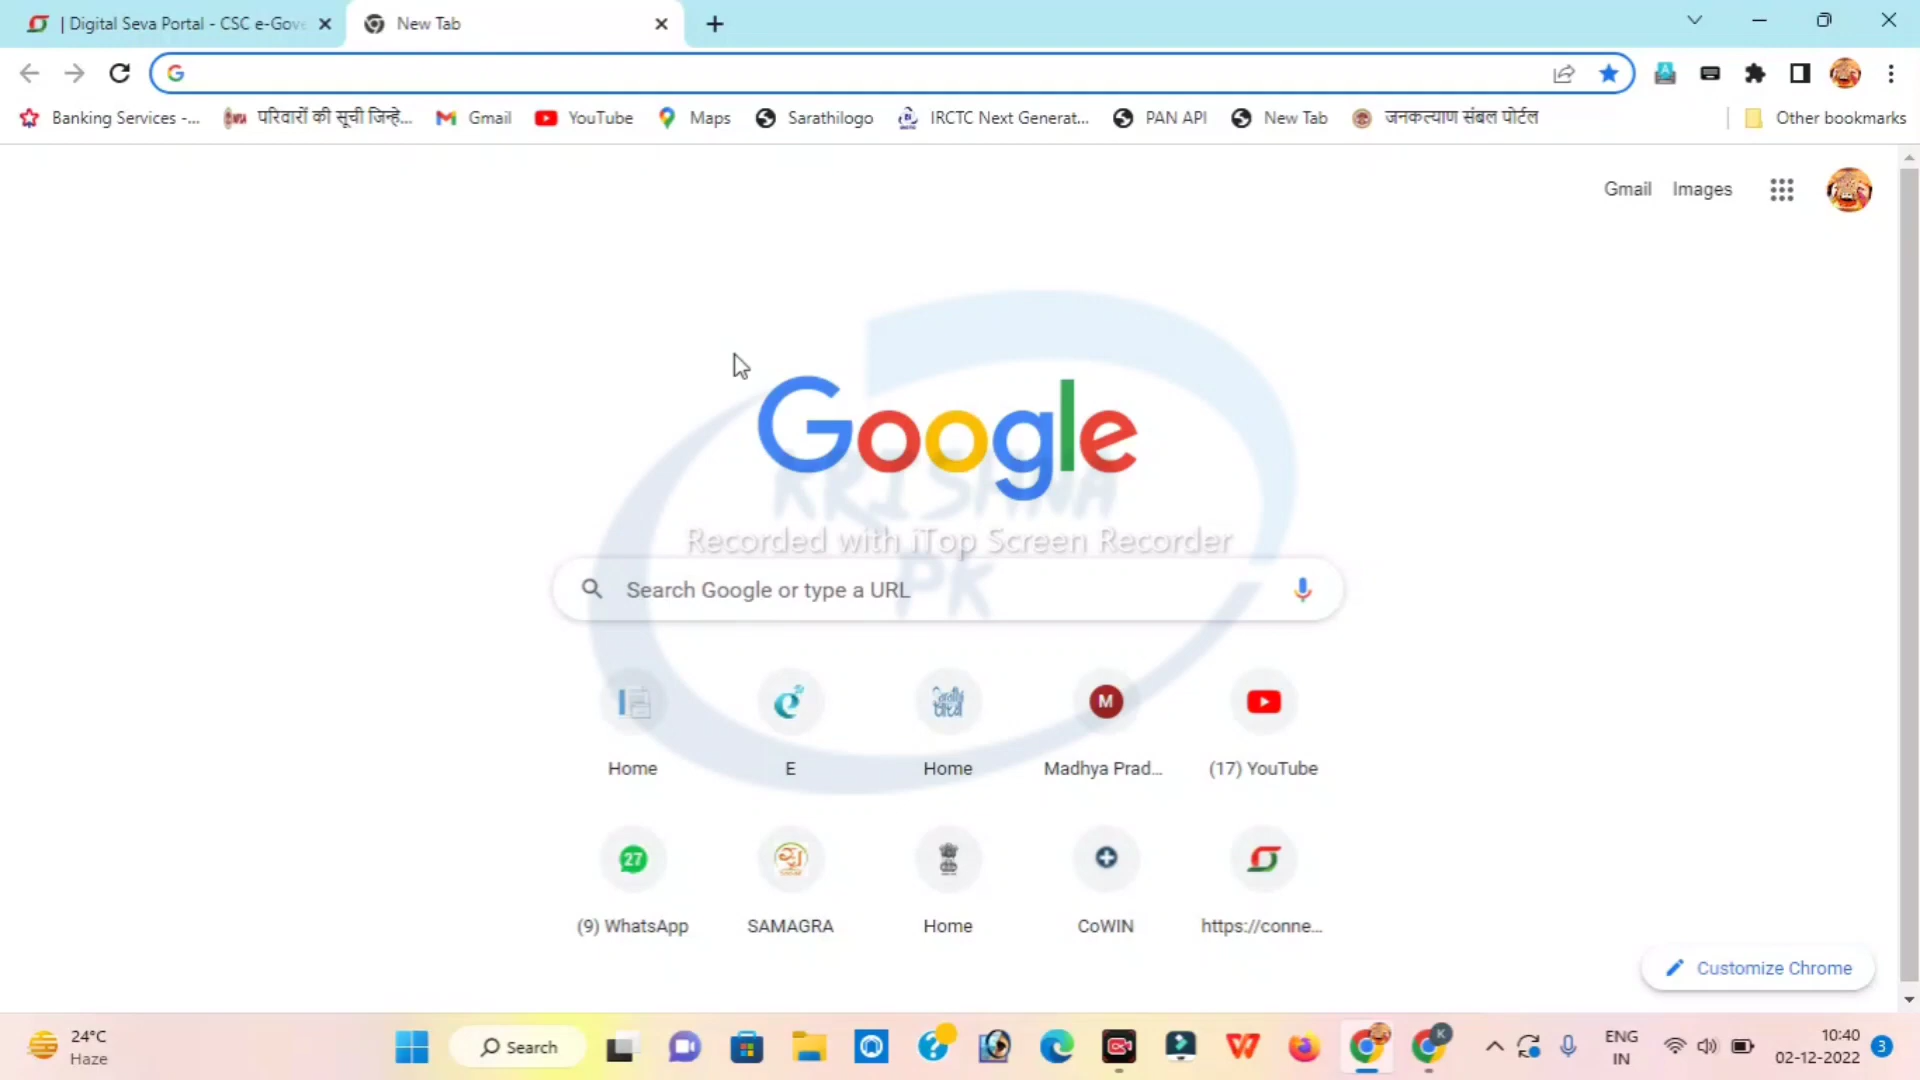 | Digital Seva Portal - CSC e-Gove
New Tab
Banking Services -...
परिवारों की सूची जिन्हे...
Gmail
YouTube
Maps
Sarathilogo
IRCTC Next Generat...
PAN API
New Tab
जनकल्याण संबल पोर्टल
Other bookmarks
Gmail Images
Google
KRISHNA
Recorded with iTop Screen Recorder
PK
Search Google or type a URL
Home
E
Home
Madhya Prad...
(17) YouTube
27
(9) WhatsApp
SAMAGRA
Home
CoWIN
https://conne...
Customize Chrome
24°C
Haze
Search
ENG
IN
10:40
02-12-2022
3